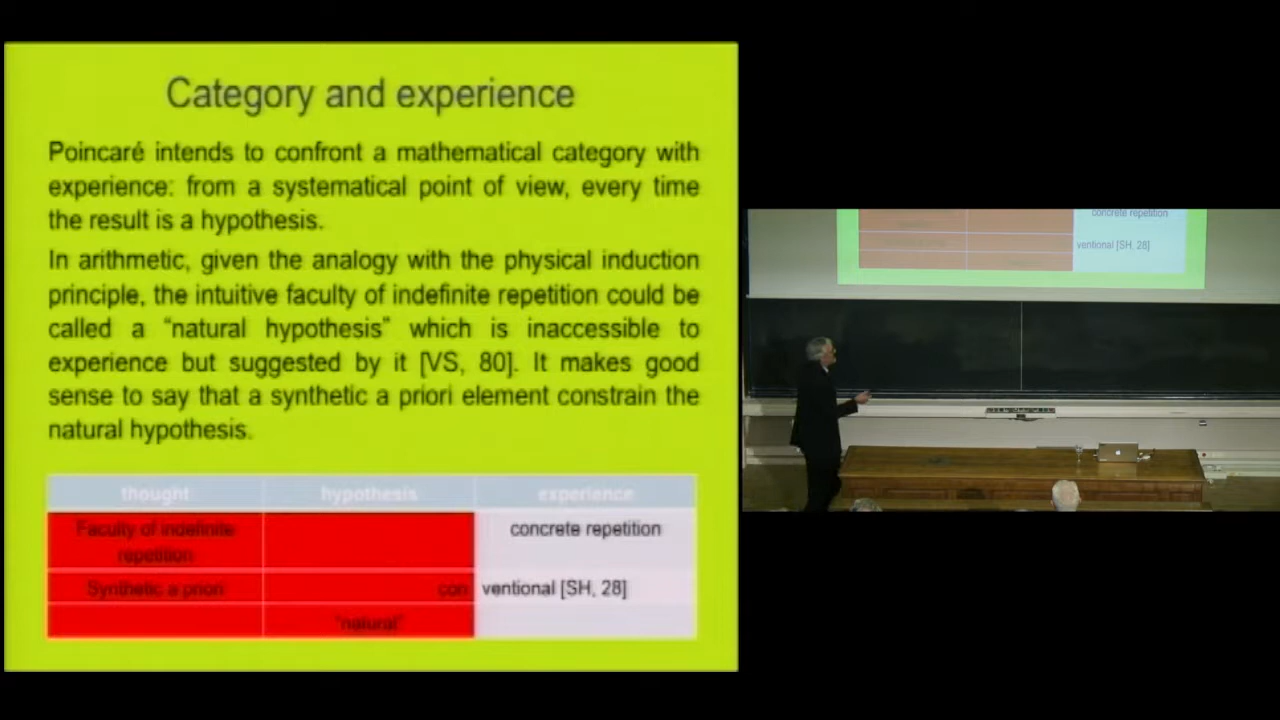 Category and experience
Poincaré intends to confront a mathematical category with
experience: from a systematical point of view, every time
the result is a hypothesis.
In arithmetic, given the analogy with the physical induction
principle, the intuitive faculty of indefinite repetition could be
called a “natural hypothesis” which is inaccessible to
experience but suggested by it [VS, 80]. It makes good
sense to say that a synthetic a priori element constrain the
natural hypothesis.
thought hypothesis experience
Faculty of indefinite
repetition
concrete repetition
Synthetic a priori con ventional [SH, 28]
“natural”
concrete repetition
ventional [SH, 28]